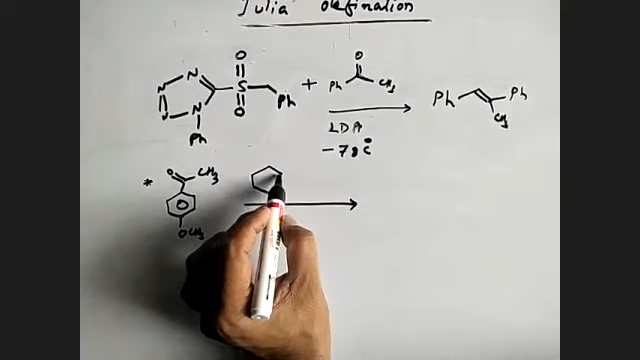 Julia olefination
O
N N S + Ph O CH3
N N O Ph Ph Ph
Ph LDA CH3
-78 c
* O CH3
OCH3